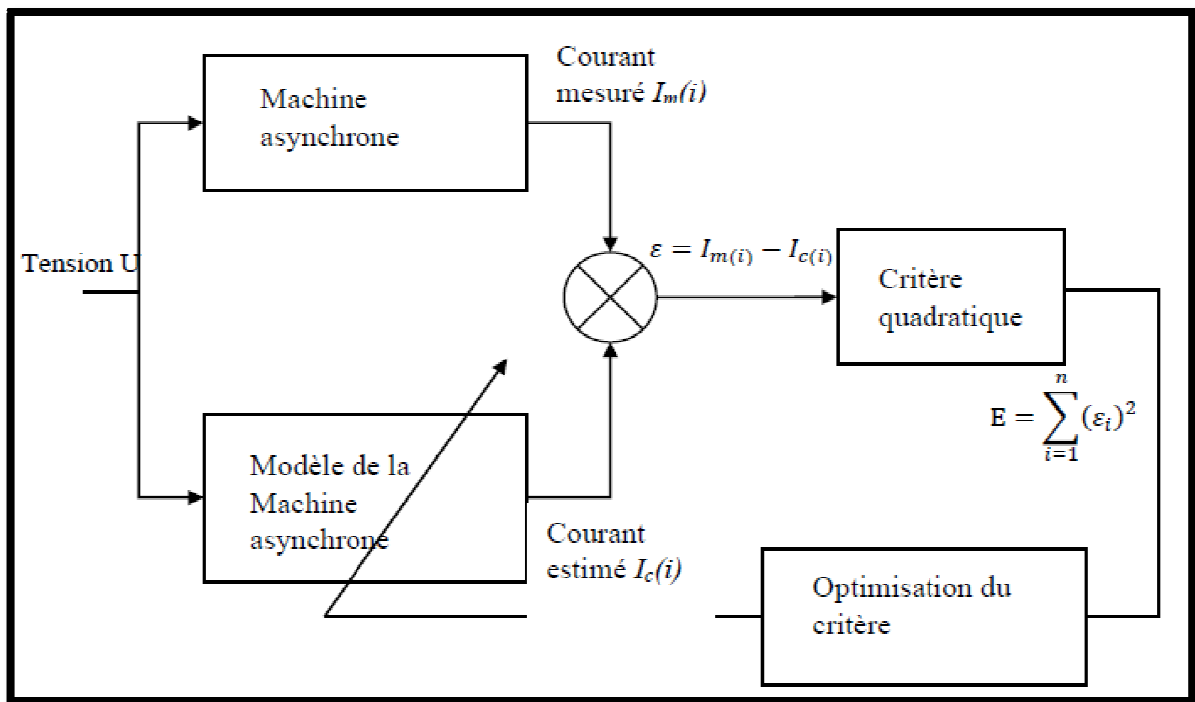 Courant
mesuré Im(i)
Machine
asynchrone
Tension U
ε = Im(i) − Ic(i)
Critère
quadratique
E = ∑ⁿᵢ₌₁ (εᵢ)²
Modèle de la
Machine
asynchrone
Courant
estimé Ic(i)
Optimisation du
critère